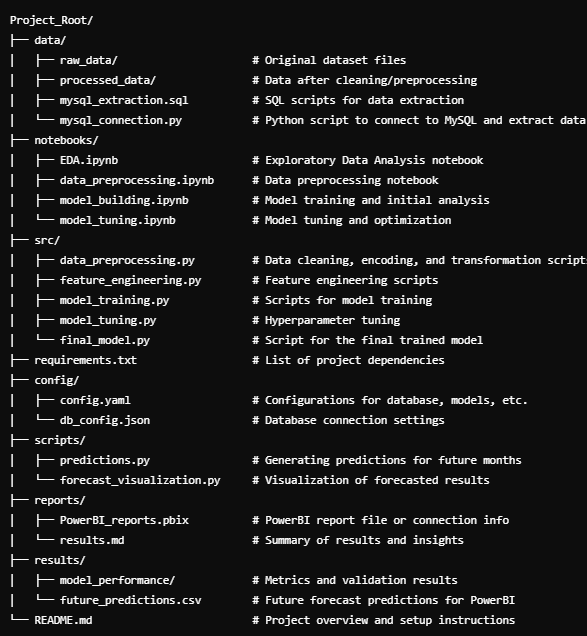 Project_Root/
├── data/
│   ├── raw_data/                     # Original dataset files
│   ├── processed_data/               # Data after cleaning/preprocessing
│   ├── mysql_extraction.sql          # SQL scripts for data extraction
│   └── mysql_connection.py           # Python script to connect to MySQL and extract data
├── notebooks/
│   ├── EDA.ipynb                     # Exploratory Data Analysis notebook
│   ├── data_preprocessing.ipynb      # Data preprocessing notebook
│   ├── model_building.ipynb          # Model training and initial analysis
│   └── model_tuning.ipynb            # Model tuning and optimization
├── src/
│   ├── data_preprocessing.py         # Data cleaning, encoding, and transformation scripts
│   ├── feature_engineering.py        # Feature engineering scripts
│   ├── model_training.py             # Scripts for model training
│   ├── model_tuning.py               # Hyperparameter tuning
│   └── final_model.py                # Script for the final trained model
├── requirements.txt                  # List of project dependencies
├── config/
│   ├── config.yaml                   # Configurations for database, models, etc.
│   └── db_config.json                # Database connection settings
├── scripts/
│   ├── predictions.py                # Generating predictions for future months
│   └── forecast_visualization.py     # Visualization of forecasted results
├── reports/
│   ├── PowerBI_reports.pbix          # PowerBI report file or connection info
│   └── results.md                    # Summary of results and insights
├── results/
│   ├── model_performance/            # Metrics and validation results
│   └── future_predictions.csv        # Future forecast predictions for PowerBI
└── README.md                         # Project overview and setup instructions